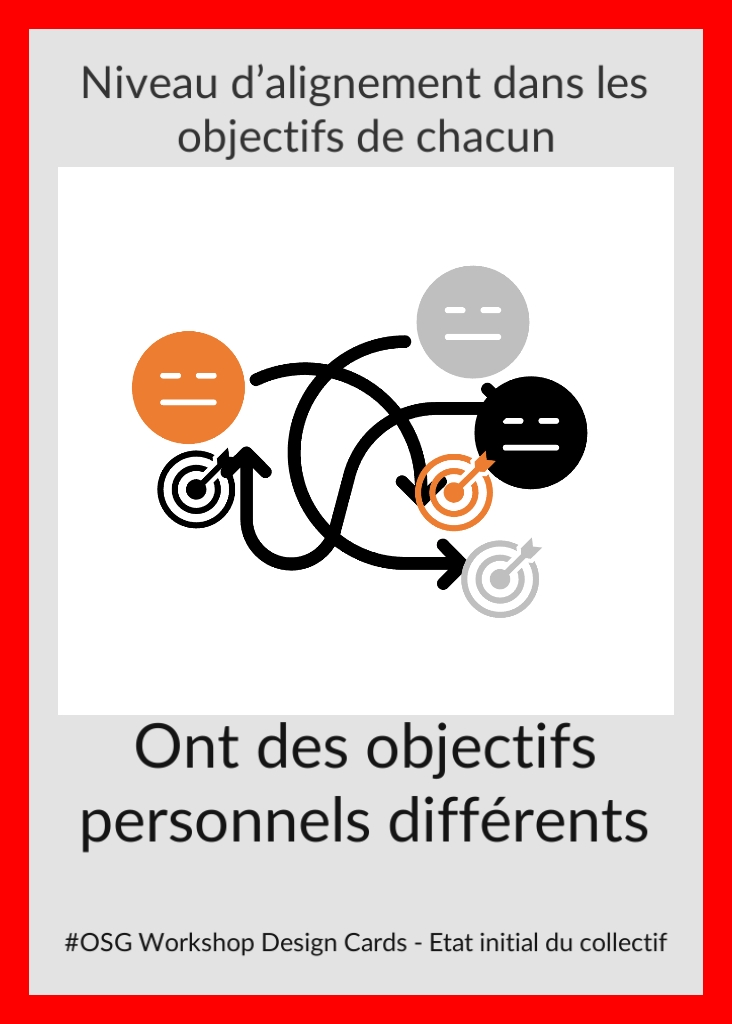 Niveau d’alignement dans les
objectifs de chacun
Ont des objectifs
personnels différents
#OSG Workshop Design Cards - Etat initial du collectif